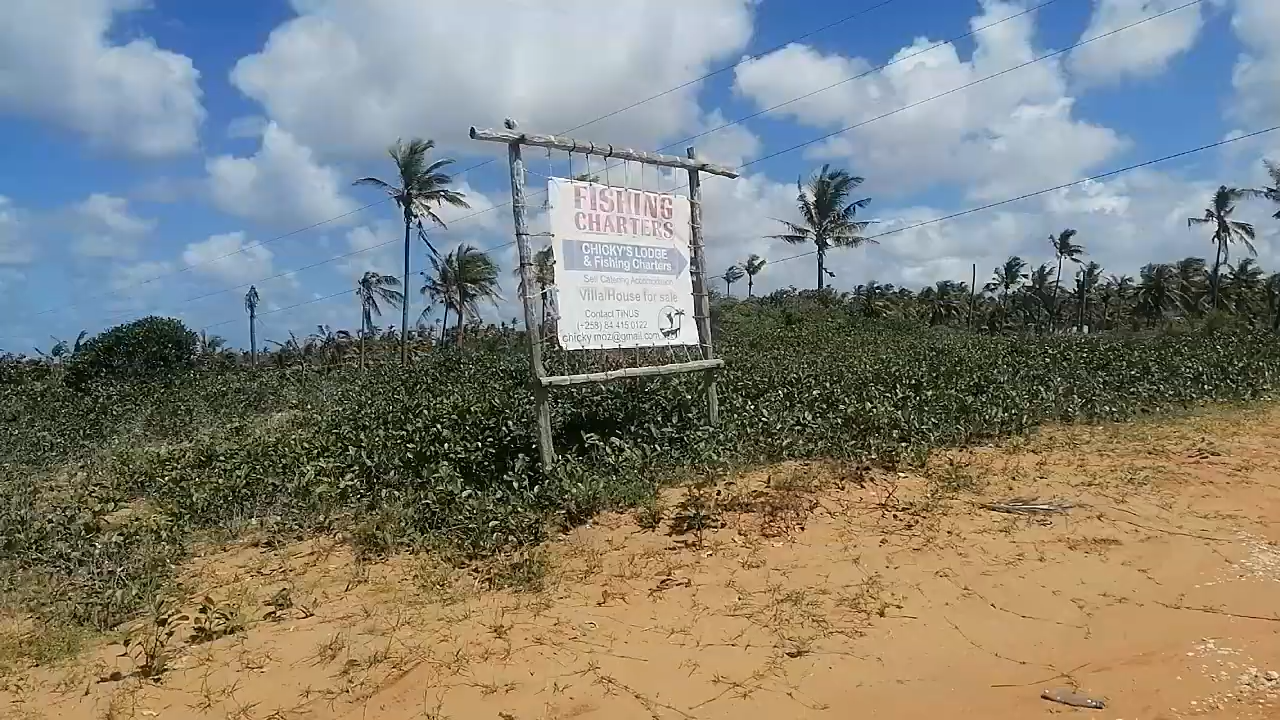 FISHING
CHARTERS
CHICKY'S LODGE
& Fishing Charters
Self Catering Accommodation
Villa/House for sale
Contact TiNUS
(+258) 84 415 0122
chicky.moz@gmail.com